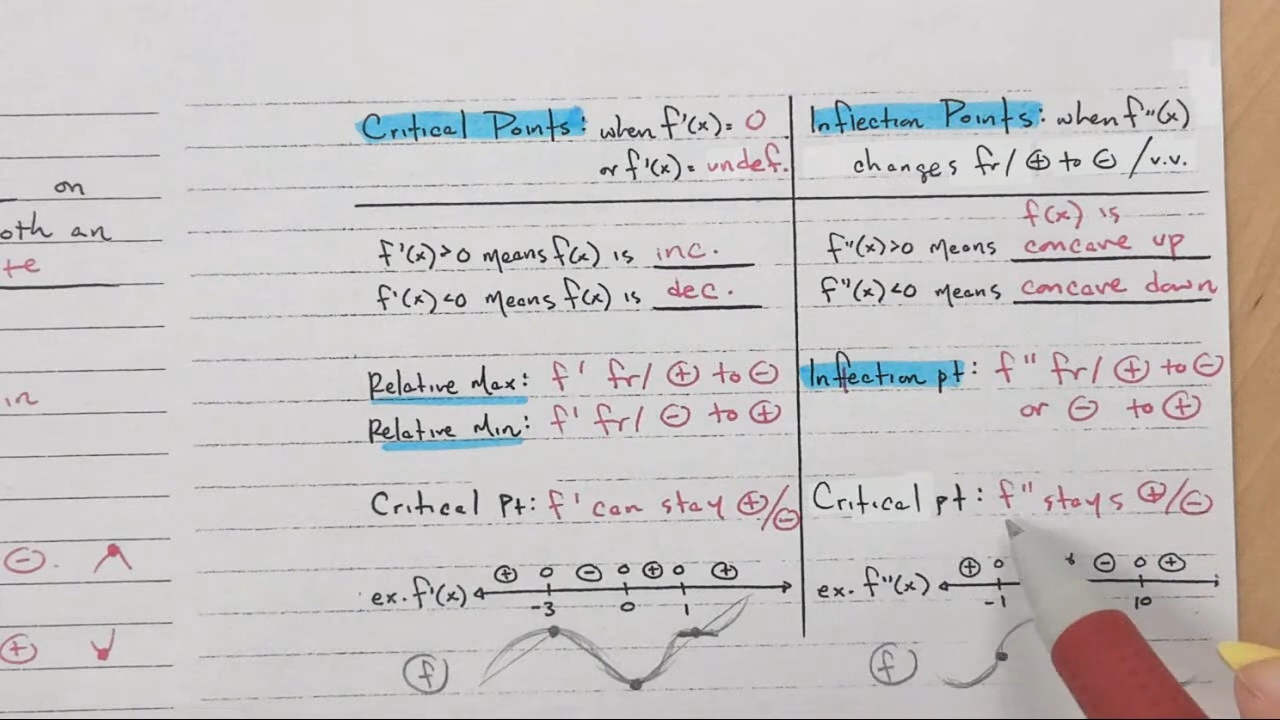 on
oth an
te
in
⊖.
⊕
Critical Points: when f'(x)= 0
or f'(x)= undef.
f'(x)>0 means f(x) is inc.
f'(x)<0 means f(x) is dec.
Relative Max: f' fr/ ⊕ to ⊖
Relative Min: f' fr/ ⊖ to ⊕
Critical Pt: f' can stay ⊕/⊖
⊕ 0 ⊖ 0 ⊕ 0 ⊕
ex. f'(x)
-3 0 1
f
Inflection Points: when f''(x)
changes fr/ ⊕ to ⊖ /v.v.
f(x) is
f''(x)>0 means concave up
f''(x)<0 means concave down
Inflection pt: f'' fr/ ⊕ to ⊖
or ⊖ to ⊕
Critical pt: f'' stays ⊕/⊖
⊕ 0 ⊖ 0 ⊕
ex. f''(x)
-1 10
f